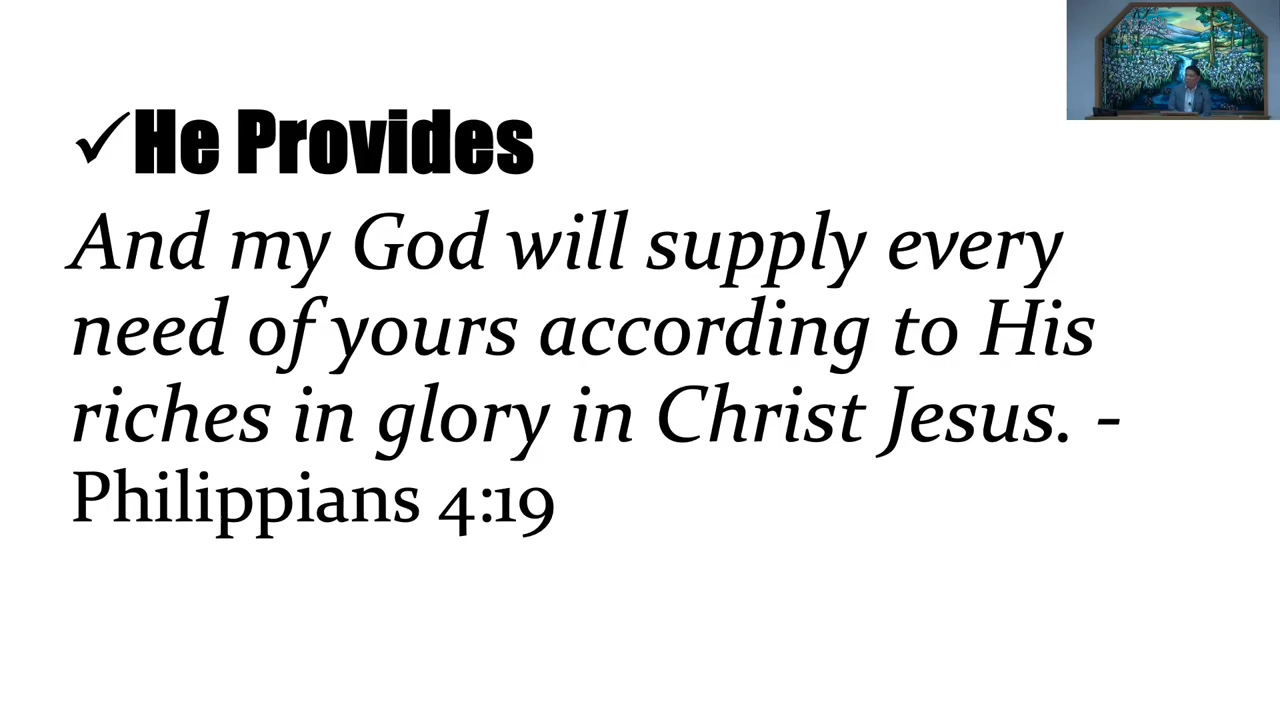 ✓He Provides
And my God will supply every
need of yours according to His
riches in glory in Christ Jesus. -
Philippians 4:19